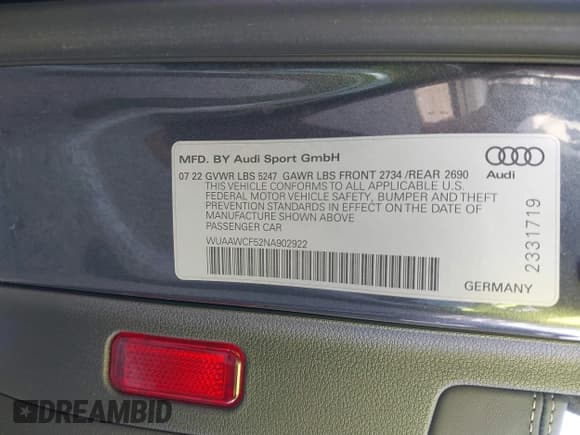 MFD. BY Audi Sport GmbH
07 22 GVWR LBS 5247 GAWR LBS FRONT 2734 /REAR 2690
THIS VEHICLE CONFORMS TO ALL APPLICABLE U.S.
FEDERAL MOTOR VEHICLE SAFETY, BUMPER AND THEFT
PREVENTION STANDARDS IN EFFECT ON THE DATE OF
MANUFACTURE SHOWN ABOVE
PASSENGER CAR
WUAAWCF52NA902922
Audi
2331719
GERMANY
DREAMBID